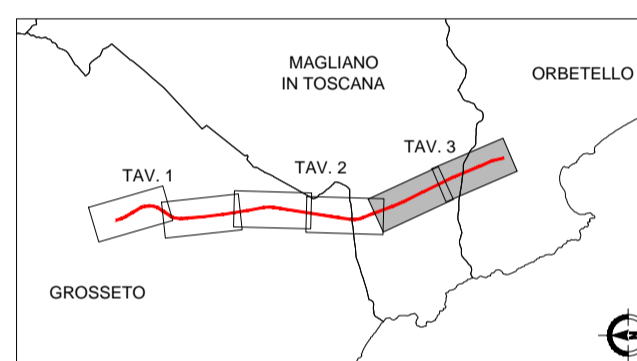 MAGLIANO
IN TOSCANA
ORBETELLO
TAV. 3
TAV. 2
TAV. 1
GROSSETO